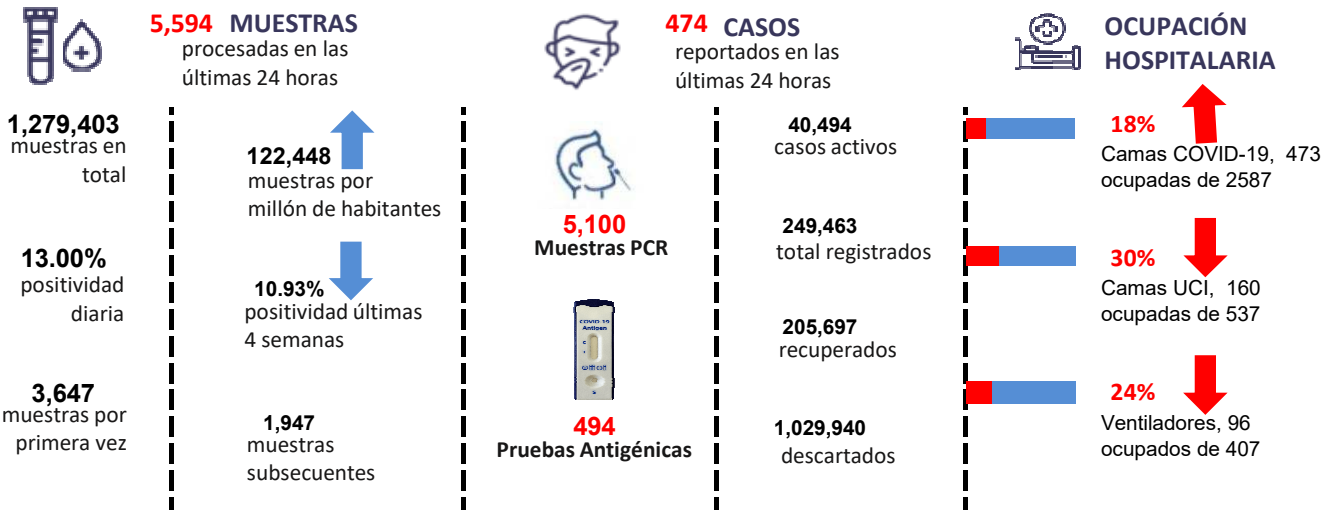 5,594 MUESTRAS
procesadas en las
últimas 24 horas
1,279,403
muestras en
total
13.00%
positividad
diaria
3,647
muestras por
primera vez
122,448
muestras por
millón de habitantes
10.93%
positividad últimas
4 semanas
1,947
muestras
subsecuentes
474 CASOS
reportados en las
últimas 24 horas
5,100
Muestras PCR
COVID-19
Antigen
C
494
Pruebas Antigénicas
40,494
casos activos
249,463
total registrados
205,697
recuperados
1,029,940
descartados
OCUPACIÓN
HOSPITALARIA
18%
Camas COVID-19, 473
ocupadas de 2587
30%
Camas UCI, 160
ocupadas de 537
24%
Ventiladores, 96
ocupados de 407